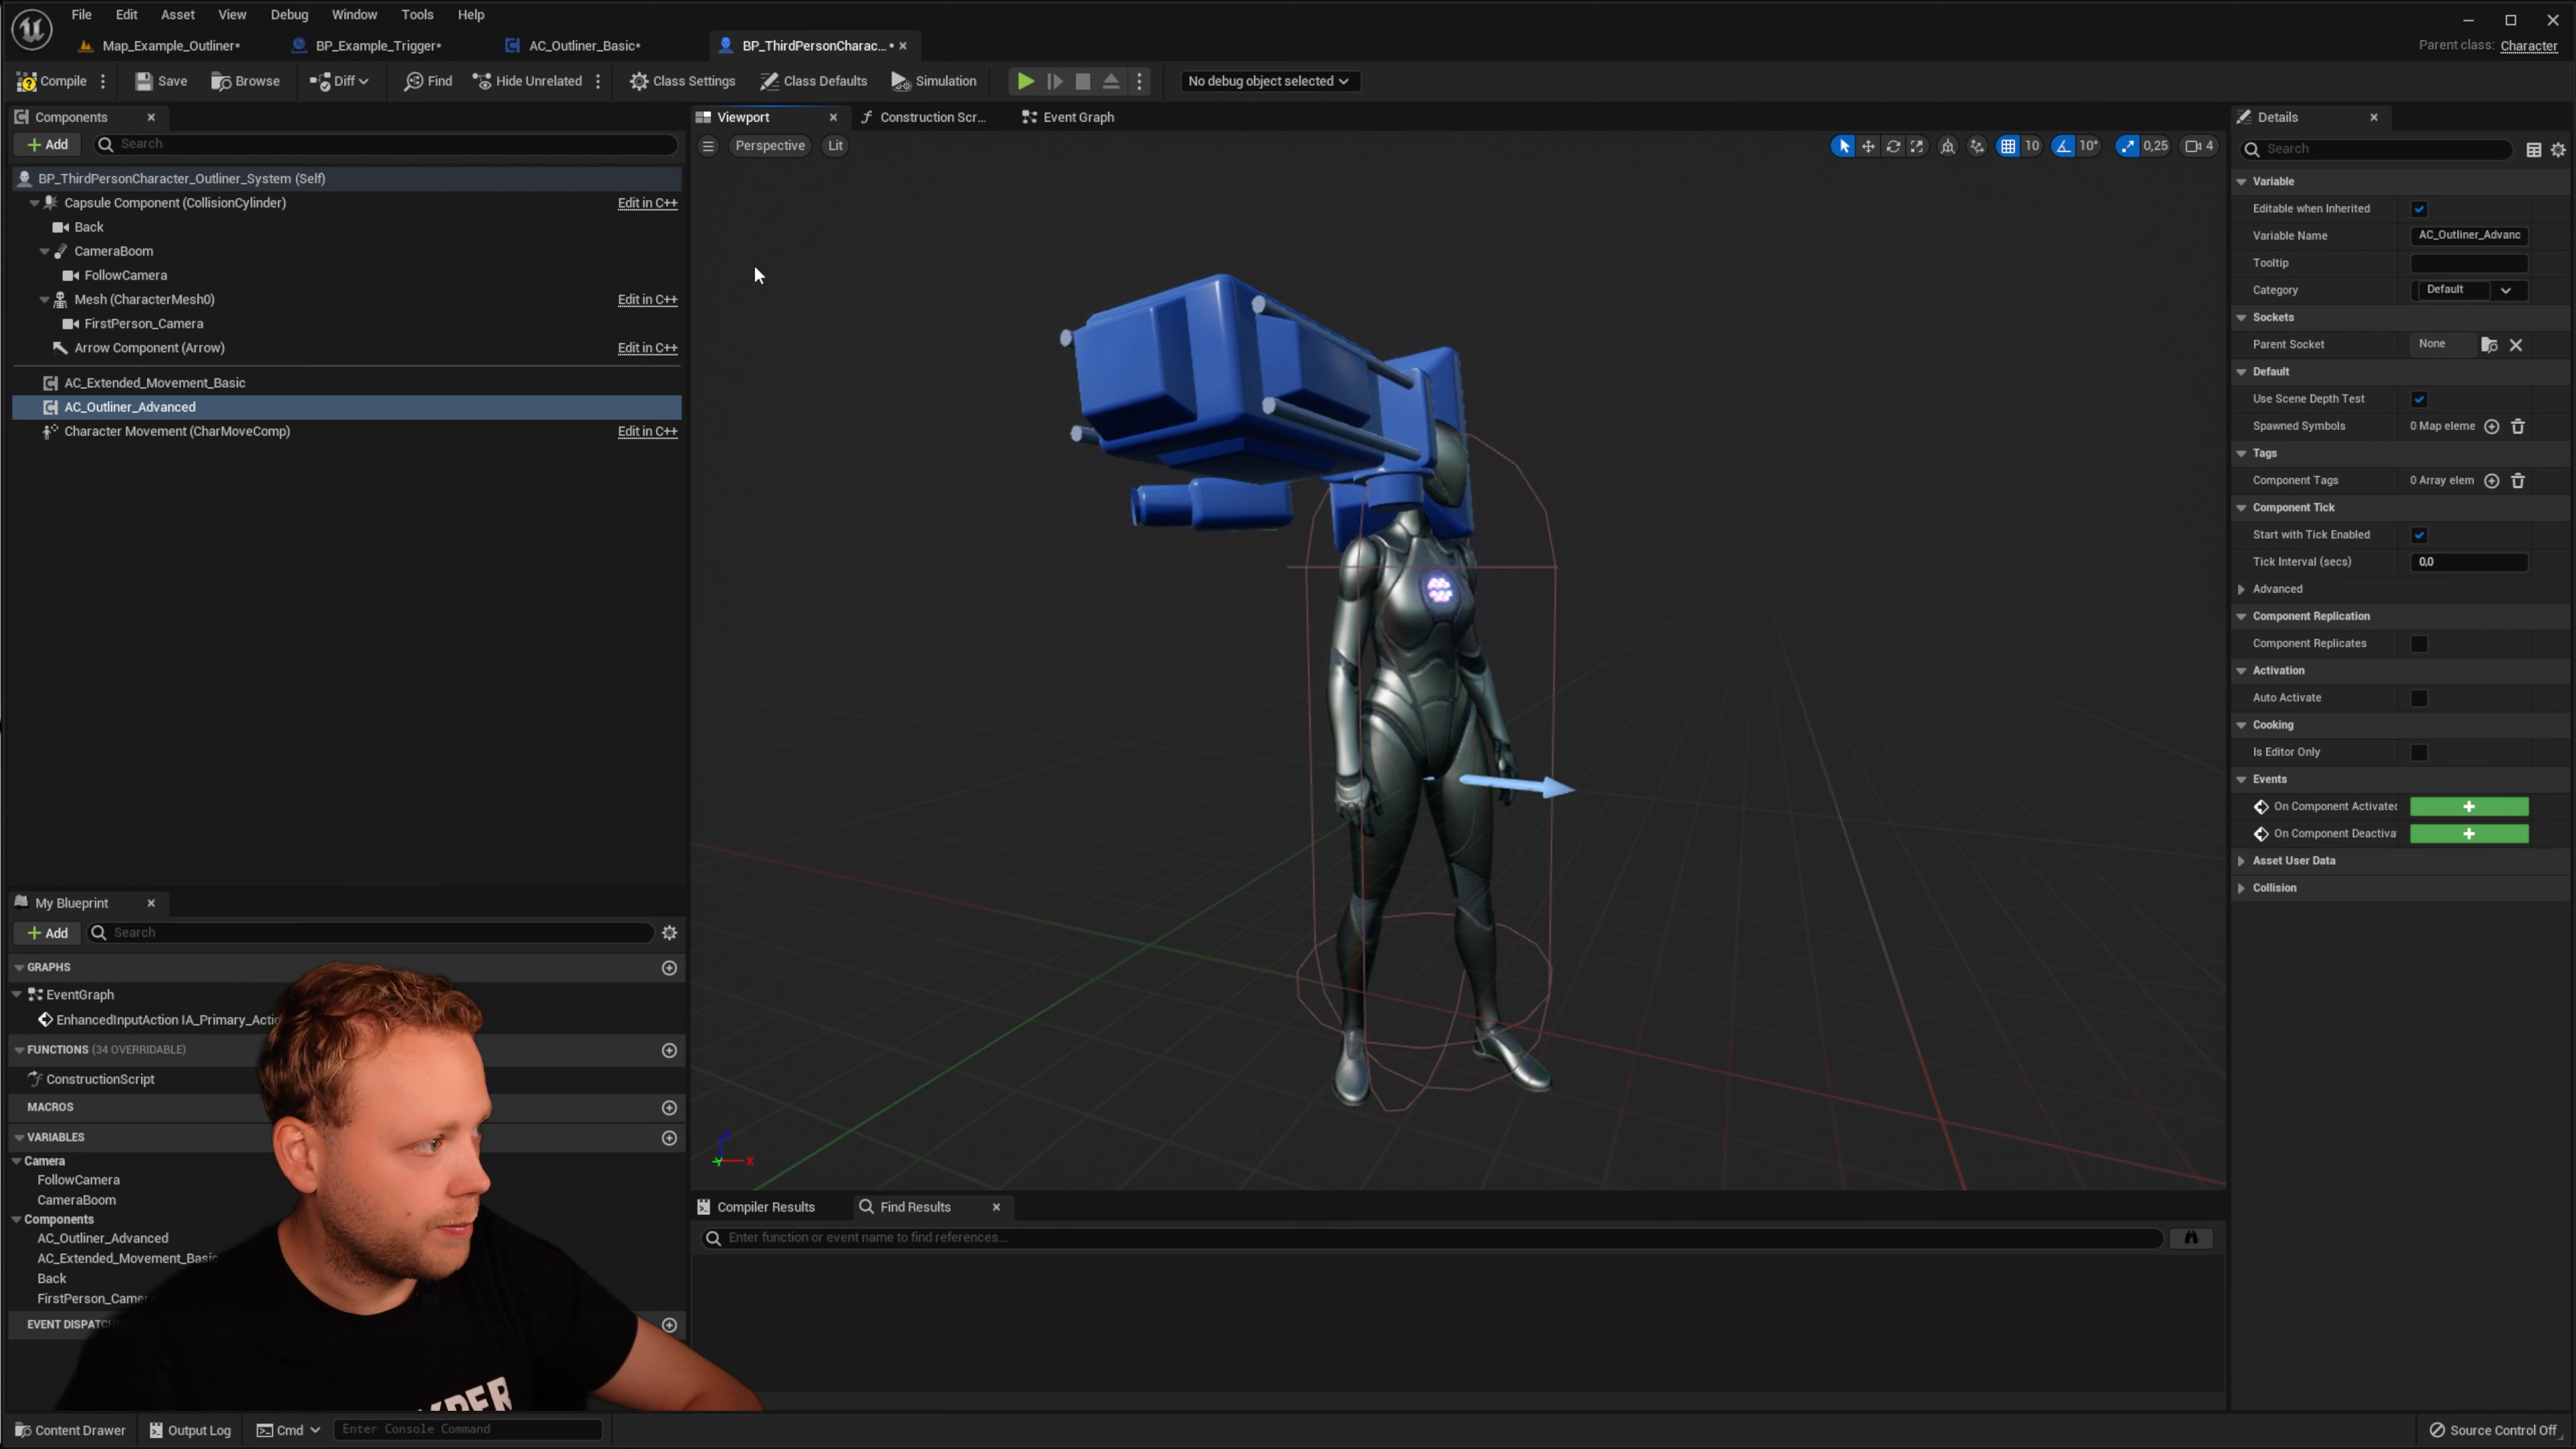 File Edit Asset View Debug Window Tools Help
Map_Example_Outliner* BP_Example_Trigger* AC_Outliner_Basic* BP_ThirdPersonCharac... *
Parent class: Character
Compile Save Browse Diff Find Hide Unrelated Class Settings Class Defaults Simulation No debug object selected
Components
Add Search
BP_ThirdPersonCharacter_Outliner_System (Self)
Capsule Component (CollisionCylinder) Edit in C++
Back
CameraBoom
FollowCamera
Mesh (CharacterMesh0) Edit in C++
FirstPerson_Camera
Arrow Component (Arrow) Edit in C++
AC_Extended_Movement_Basic
AC_Outliner_Advanced
Character Movement (CharMoveComp) Edit in C++
My Blueprint
Add Search
GRAPHS
EventGraph
EnhancedInputAction IA_Primary_Actio
FUNCTIONS (34 OVERRIDABLE)
ConstructionScript
MACROS
VARIABLES
Camera
FollowCamera
CameraBoom
Components
AC_Outliner_Advanced
AC_Extended_Movement_Basic
Back
FirstPerson_Camer
EVENT DISPATC
Viewport Construction Scr... Event Graph
Perspective Lit
10 10° 0,25 4
Z
Y X
Compiler Results Find Results
Enter function or event name to find references...
Details
Search
Variable
Editable when Inherited
Variable Name AC_Outliner_Advanc
Tooltip
Category Default
Sockets
Parent Socket None
Default
Use Scene Depth Test
Spawned Symbols 0 Map eleme
Tags
Component Tags 0 Array elem
Component Tick
Start with Tick Enabled
Tick Interval (secs) 0,0
Advanced
Component Replication
Component Replicates
Activation
Auto Activate
Cooking
Is Editor Only
Events
On Component Activated
On Component Deactiva
Asset User Data
Collision
Content Drawer Output Log Cmd Enter Console Command Source Control Off